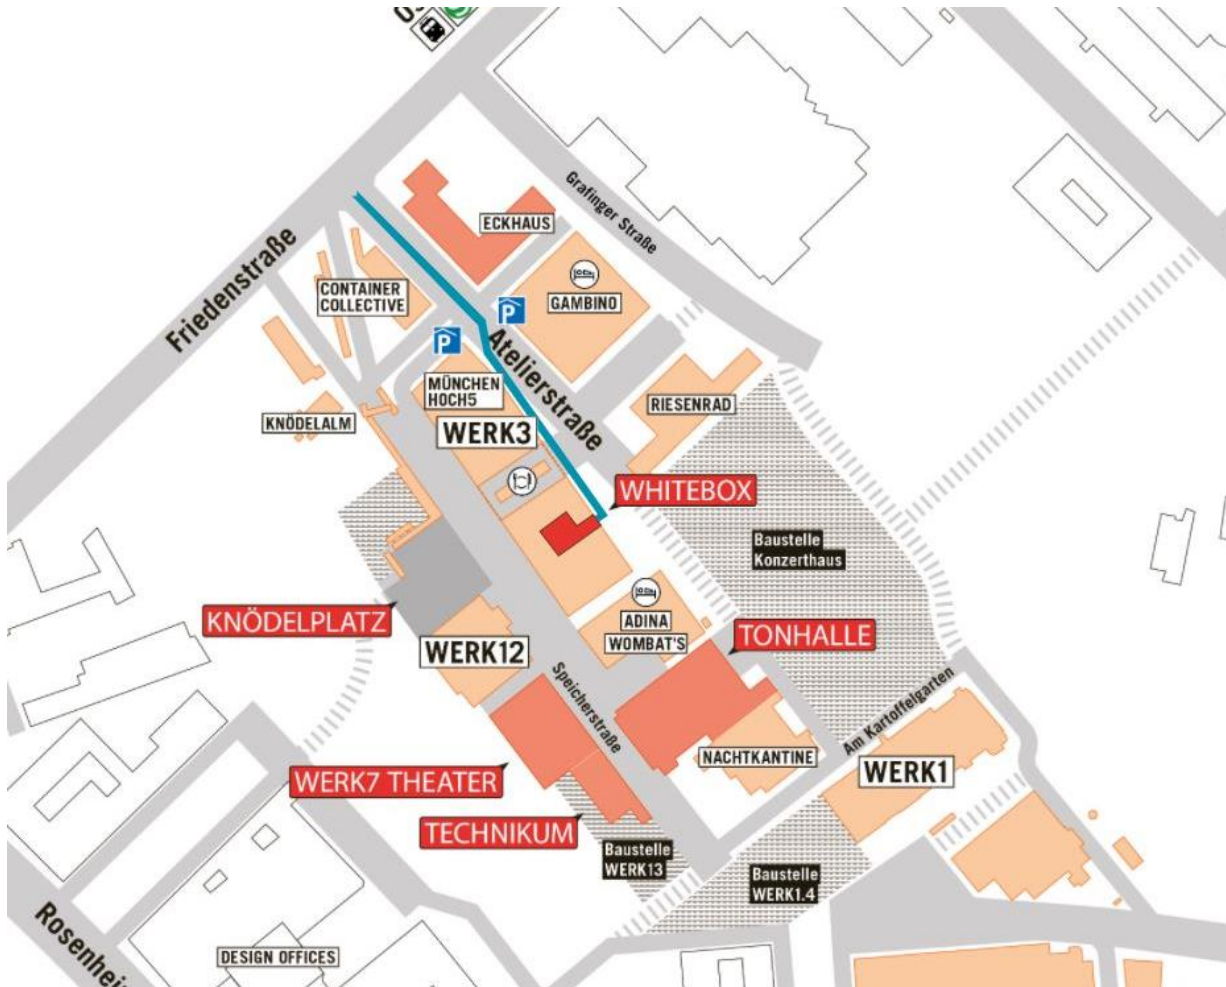 Grafinger Straße
ECKHAUS
Friedenstraße
CONTAINER
COLLECTIVE
GAMBINO
P
P
Atelierstraße
MÜNCHEN
HOCH5
RIESENRAD
KNÖDELALM
WERK3
WHITEBOX
Baustelle
Konzerthaus
KNÖDELPLATZ
ADINA
WOMBAT'S
TONHALLE
WERK12
Speicherstraße
Am Kartoffelgarten
NACHTKANTINE
WERK1
WERK7 THEATER
TECHNIKUM
Baustelle
WERK13
Baustelle
WERK1.4
Rosenhei
DESIGN OFFICES